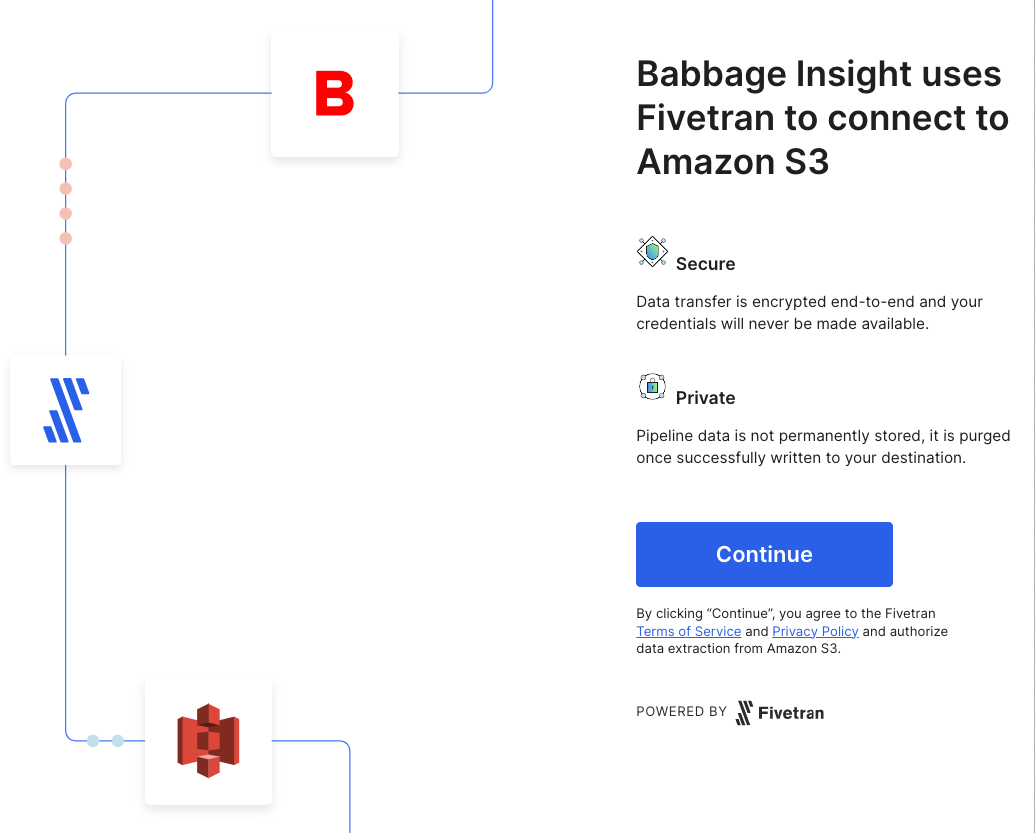 B
Babbage Insight uses
Fivetran to connect to
Amazon S3
Secure
Data transfer is encrypted end-to-end and your
credentials will never be made available.
Private
Pipeline data is not permanently stored, it is purged
once successfully written to your destination.
Continue
By clicking “Continue”, you agree to the Fivetran
Terms of Service and Privacy Policy and authorize
data extraction from Amazon S3.
POWERED BY Fivetran